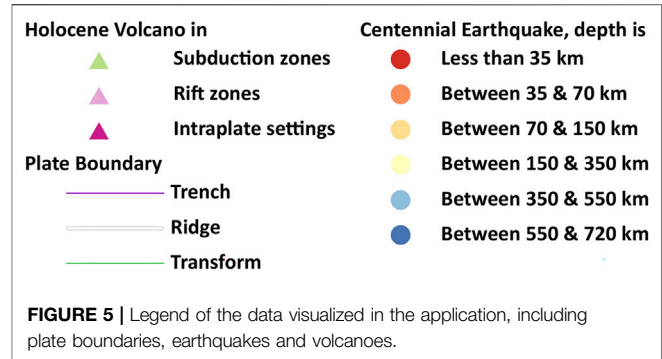 Holocene Volcano in
Subduction zones
Rift zones
Intraplate settings
Plate Boundary
Trench
Ridge
Transform
Centennial Earthquake, depth is
Less than 35 km
Between 35 & 70 km
Between 70 & 150 km
Between 150 & 350 km
Between 350 & 550 km
Between 550 & 720 km
FIGURE 5 | Legend of the data visualized in the application, including
plate boundaries, earthquakes and volcanoes.